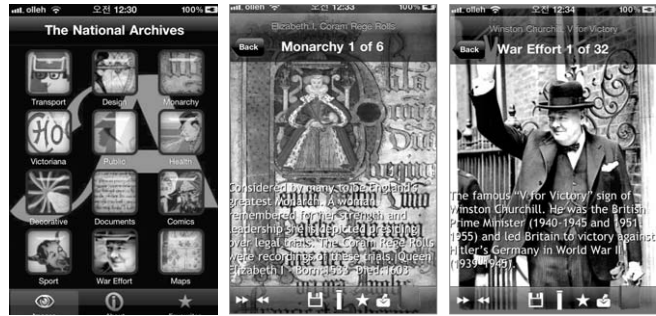 olleh 오전 12:30 100%
The National Archives
Transport Design Monarchy
Victoriana Public Health
Decorative Documents Comics
Sport War Effort Maps
olleh 오전 12:33 100%
Elizabeth I, Coram Rege Rolls
Back Monarchy 1 of 6
Considered by many to be England's
greatest Monarch. A woman
remembered for her strength and
leadership she is depicted presiding
over legal trials. The Coram Rege Rolls
were recordings of these trials. Queen
Elizabeth I - Born 1533 Died 1603
olleh 오전 12:34 100%
Winston Churchill, V for Victory
Back War Effort 1 of 32
The famous "V for Victory" sign of
Winston Churchill. He was the British
Prime Minister (1940-1945 and 1951-
1955) and led Britain to victory against
Hitler's Germany in World War II
(1939-1945).